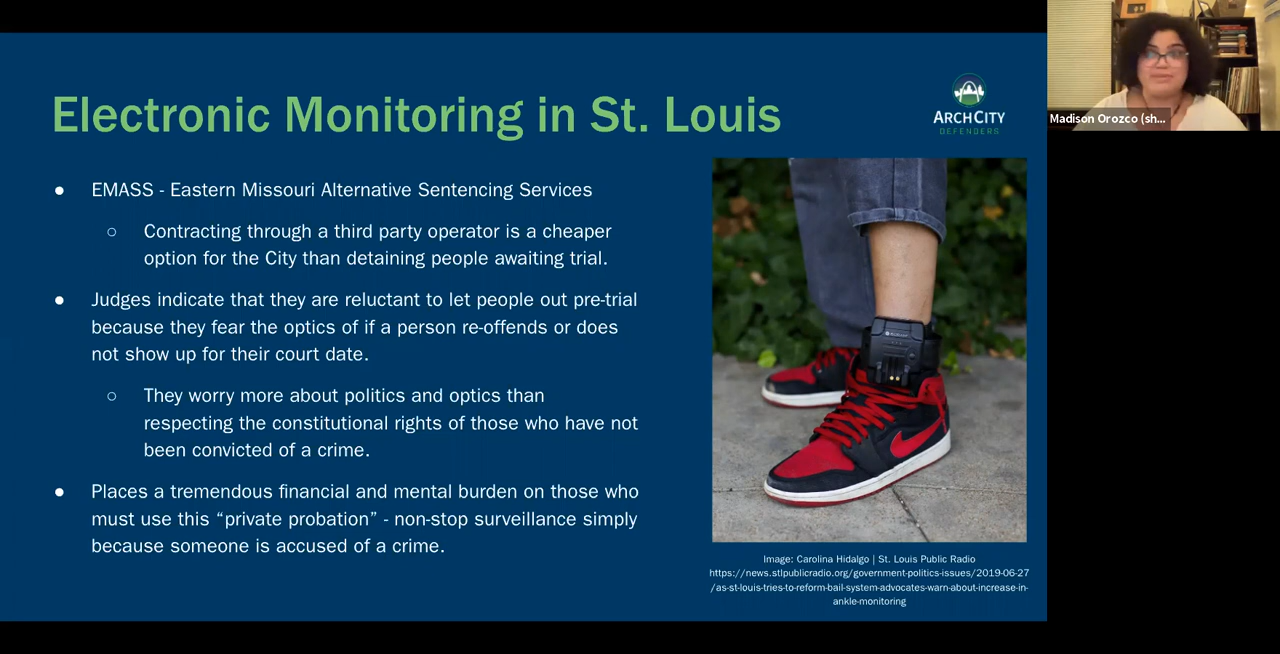 Electronic Monitoring in St. Louis
ARCHCITY
DEFENDERS
● EMASS - Eastern Missouri Alternative Sentencing Services
○ Contracting through a third party operator is a cheaper
option for the City than detaining people awaiting trial.
● Judges indicate that they are reluctant to let people out pre-trial
because they fear the optics of if a person re-offends or does
not show up for their court date.
○ They worry more about politics and optics than
respecting the constitutional rights of those who have not
been convicted of a crime.
● Places a tremendous financial and mental burden on those who
must use this “private probation” - non-stop surveillance simply
because someone is accused of a crime.
Image: Carolina Hidalgo | St. Louis Public Radio
https://news.stlpublicradio.org/government-politics-issues/2019-06-27
/as-st-louis-tries-to-reform-bail-system-advocates-warn-about-increase-in-
ankle-monitoring
Madison Orozco (sh...